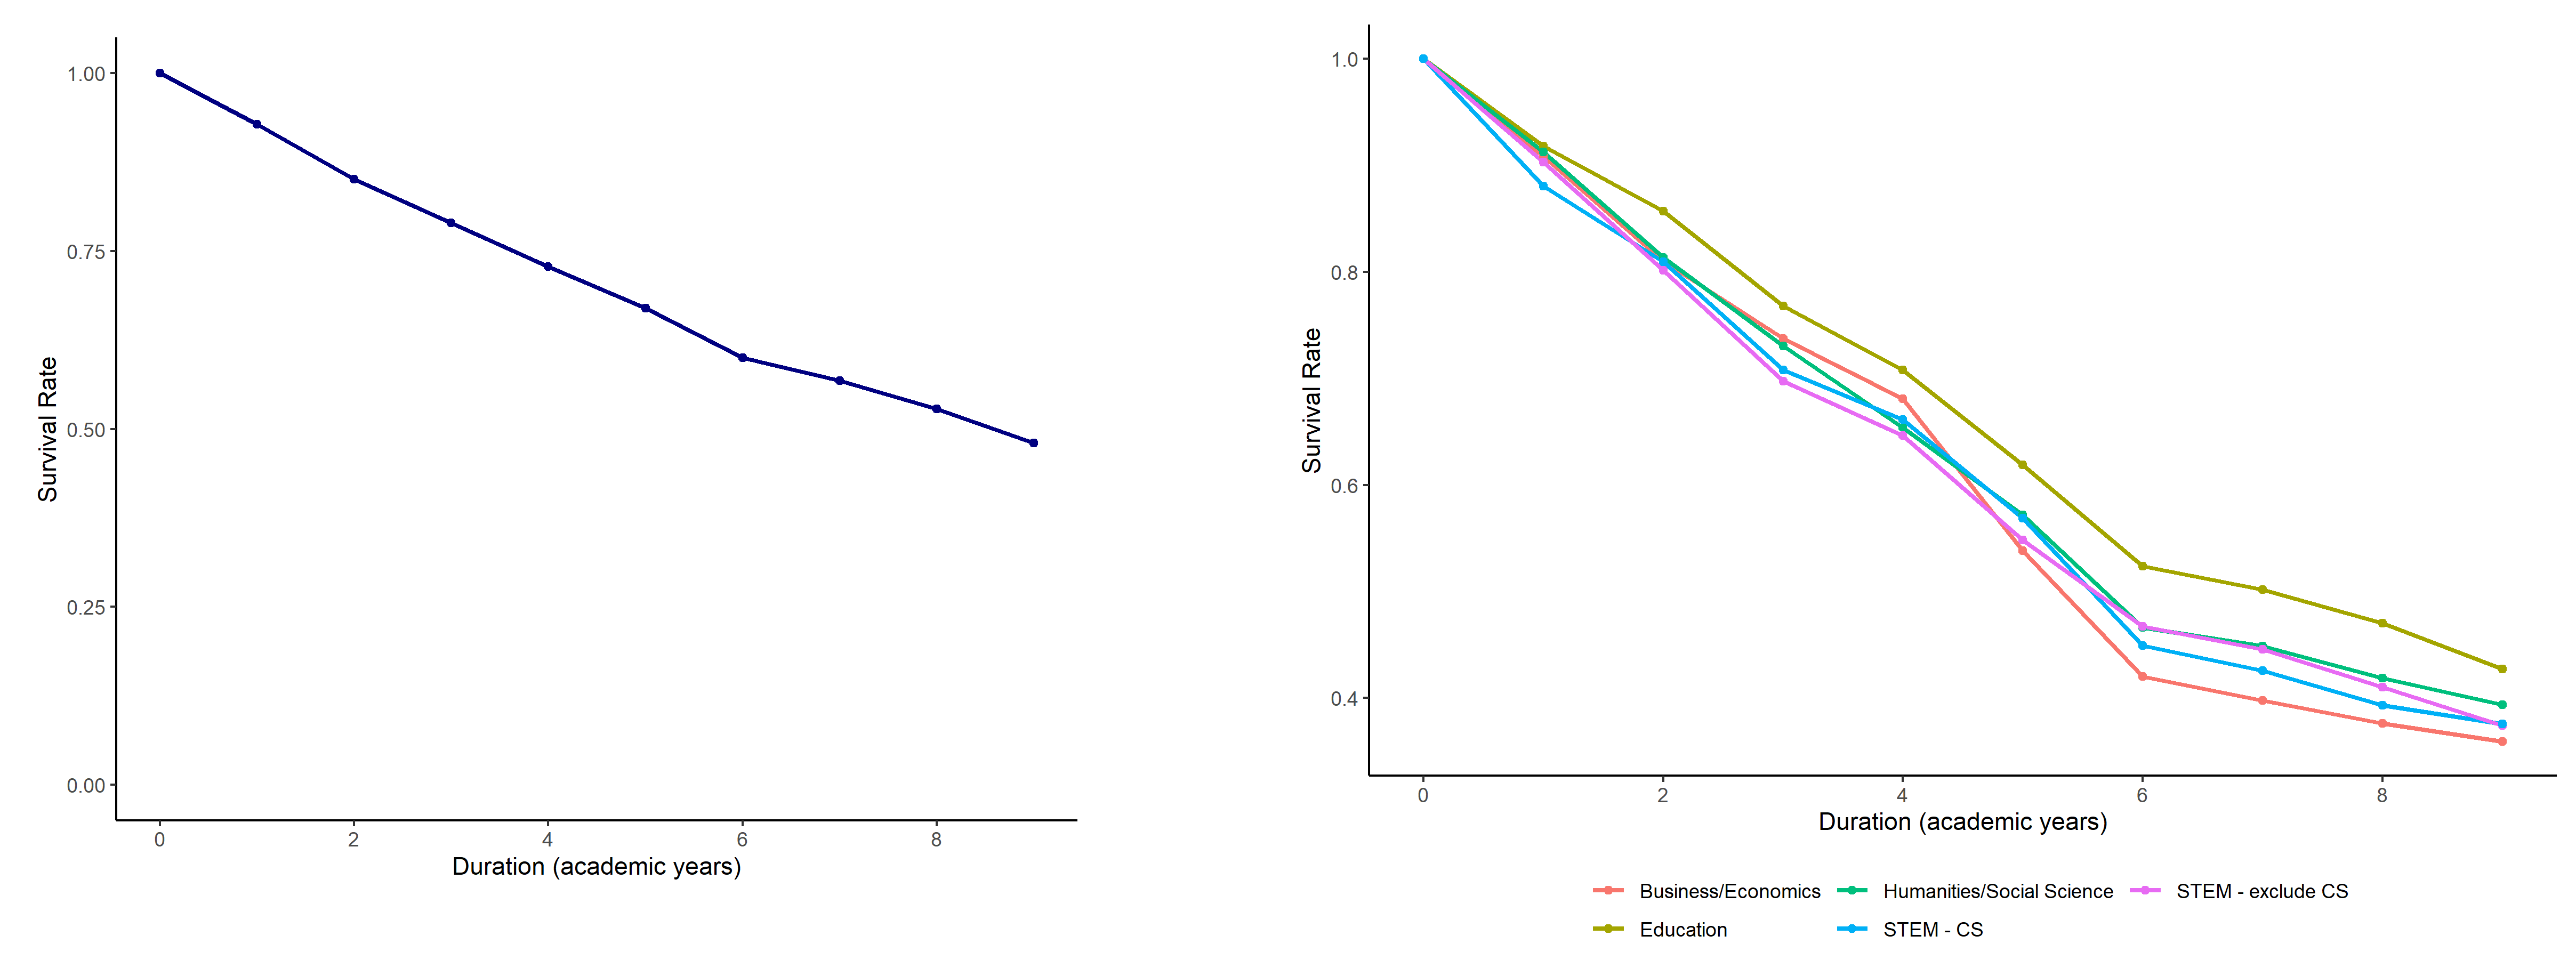 1.00
0.75
0.50
0.25
0.00
Survival Rate
0 2 4 6 8
Duration (academic years)
1.0
0.8
0.6
0.4
Survival Rate
0 2 4 6 8
Duration (academic years)
Business/Economics Humanities/Social Science STEM - exclude CS
Education STEM - CS